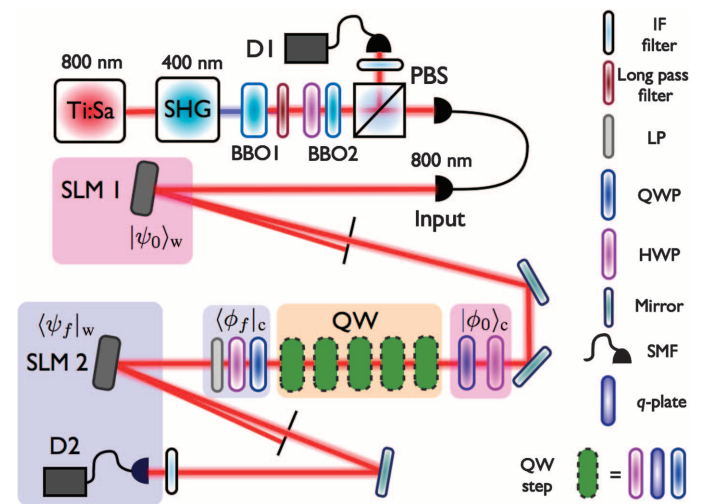 D1
800 nm
400 nm
PBS
Ti:Sa
SHG
BBO1
BBO2
800 nm
SLM 1
Input
|ψ₀⟩w
⟨ψf|w
⟨ϕf|c
QW
|ϕ₀⟩c
SLM 2
D2
IF
filter
Long pass
filter
LP
QWP
HWP
Mirror
SMF
q-plate
QW
step
=